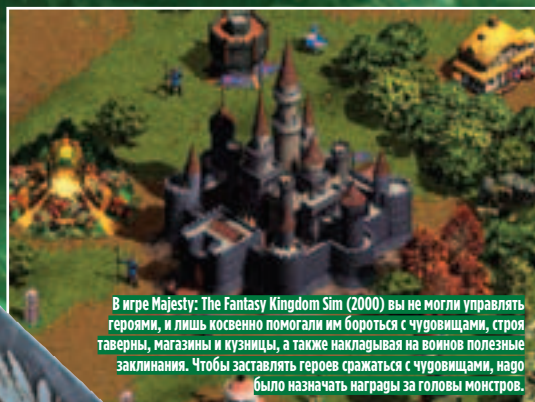 В игре Majesty: The Fantasy Kingdom Sim (2000) вы не могли управлять
героями, и лишь косвенно помогали им бороться с чудовищами, строя
таверны, магазины и кузницы, а также накладывая на воинов полезные
заклинания. Чтобы заставлять героев сражаться с чудовищами, надо
было назначать награды за головы монстров.